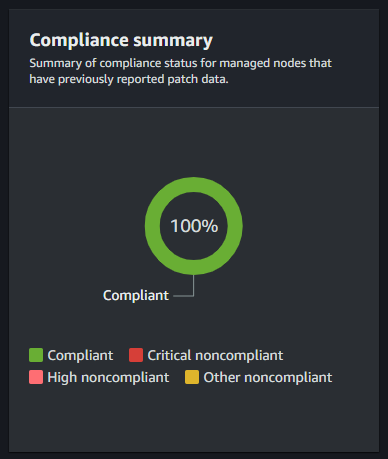 Compliance summary
Summary of compliance status for managed nodes that
have previously reported patch data.
100%
Compliant
Compliant
Critical noncompliant
High noncompliant
Other noncompliant